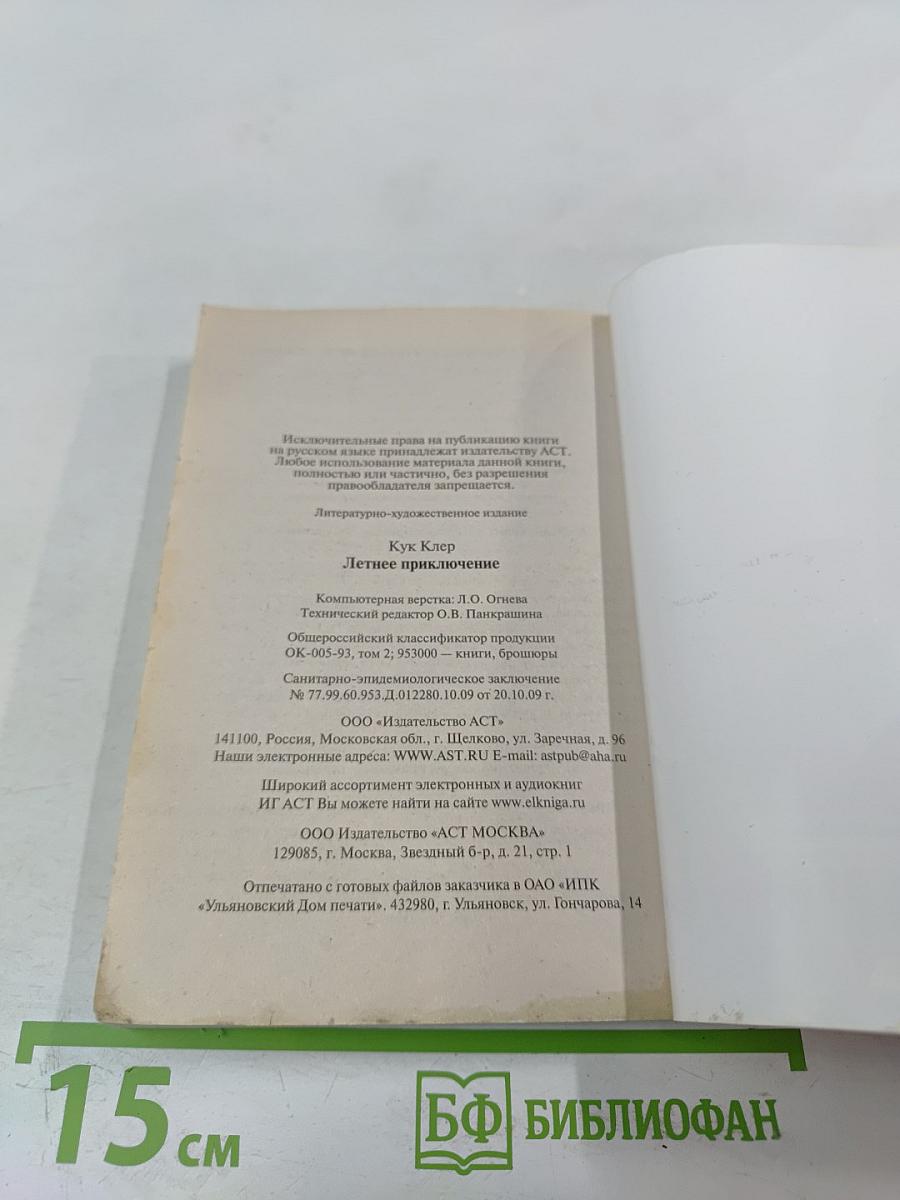 Исключительные права на публикацию книги
на русском языке принадлежат издательству АСТ.
Любое использование материала данной книги,
полностью или частично, без разрешения
правообладателя запрещается.
Литературно-художественное издание
Кук Клер
Летнее приключение
Компьютерная верстка: Л.О. Огнева
Технический редактор О.В. Панкрашина
Общероссийский классификатор продукции
ОК-005-93, том 2; 953000 — книги, брошюры
Санитарно-эпидемиологическое заключение
№ 77.99.60.953.Д.012280.10.09 от 20.10.09 г.
ООО «Издательство АСТ»
141100, Россия, Московская обл., г. Щелково, ул. Заречная, д. 96
Наши электронные адреса: WWW.AST.RU E-mail: astpub@aha.ru
Широкий ассортимент электронных и аудиокниг
ИГ АСТ Вы можете найти на сайте www.elkniga.ru
ООО Издательство «АСТ МОСКВА»
129085, г. Москва, Звездный б-р, д. 21, стр. 1
Отпечатано с готовых файлов заказчика в ОАО «ИПК
«Ульяновский Дом печати». 432980, г. Ульяновск, ул. Гончарова, 14
15 см
БФ БИБЛИОФАН